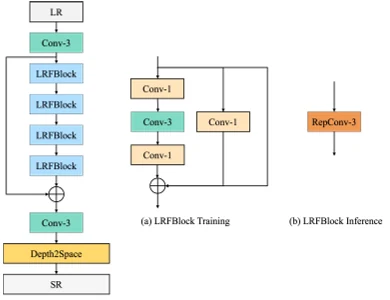 LR
Conv-3
LRFBlock
LRFBlock
LRFBlock
LRFBlock
Conv-3
Depth2Space
SR
Conv-1
Conv-3
Conv-1
Conv-1
(a) LRFBlock Training
RepConv-3
(b) LRFBlock Inference